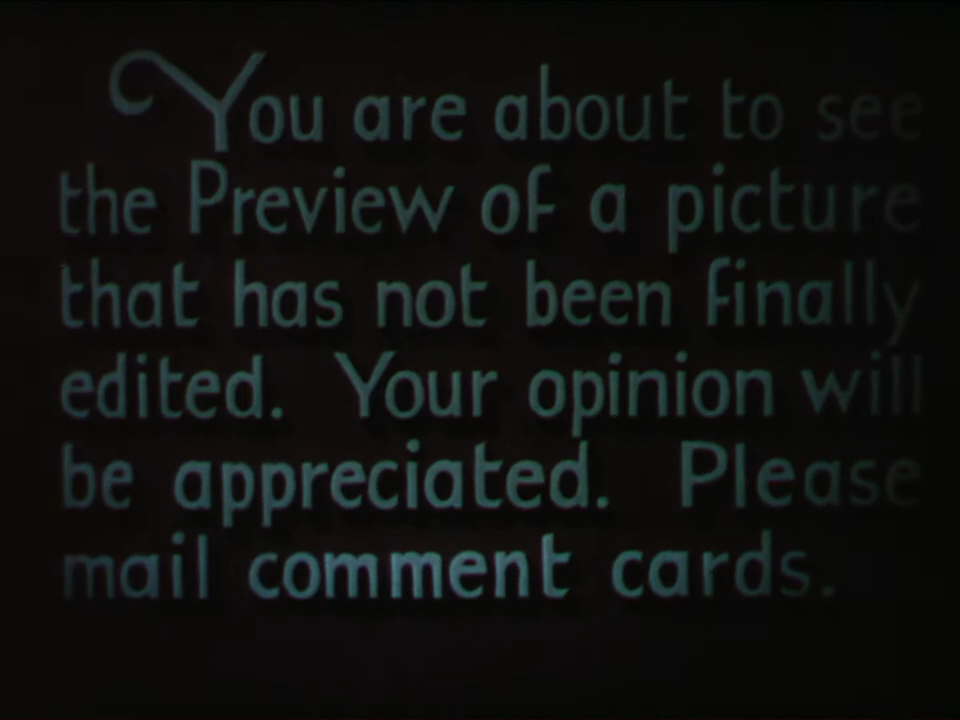 You are about to see
the Preview of a picture
that has not been finally
edited. Your opinion will
be appreciated. Please
mail comment cards.